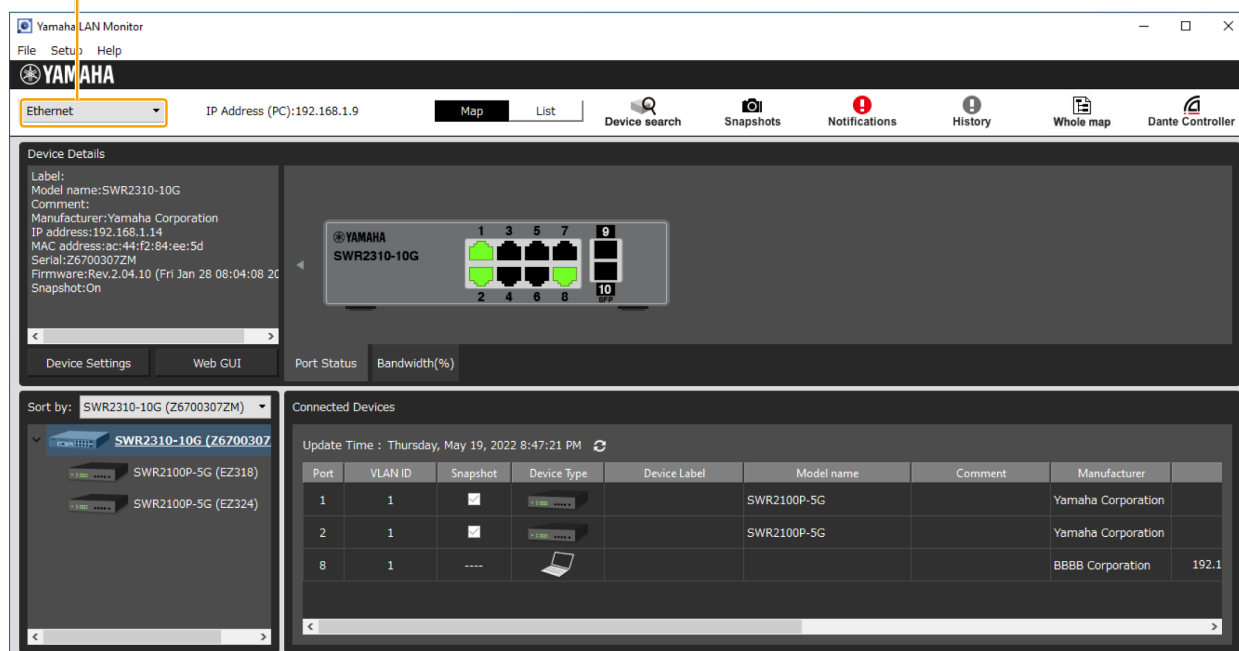 Yamaha LAN Monitor
File Setup Help
YAMAHA
Ethernet IP Address (PC):192.168.1.9 Map List Device search Snapshots Notifications History Whole map Dante Controller
Device Details
Label:
Model name:SWR2310-10G
Comment:
Manufacturer:Yamaha Corporation
IP address:192.168.1.14
MAC address:ac:44:f2:84:ee:5d
Serial:Z6700307ZM
Firmware:Rev.2.04.10 (Fri Jan 28 08:04:08 20
Snapshot:On
1 3 5 7 9
YAMAHA
SWR2310-10G
2 4 6 8 10
SFP
Device Settings Web GUI Port Status Bandwidth(%)
Sort by: SWR2310-10G (Z6700307ZM)
SWR2310-10G (Z6700307
SWR2100P-5G (EZ318)
SWR2100P-5G (EZ324)
Connected Devices
Update Time : Thursday, May 19, 2022 8:47:21 PM
Port VLAN ID Snapshot Device Type Device Label Model name Comment Manufacturer
1 1 SWR2100P-5G Yamaha Corporation
2 1 SWR2100P-5G Yamaha Corporation
8 1 ---- BBBB Corporation 192.1